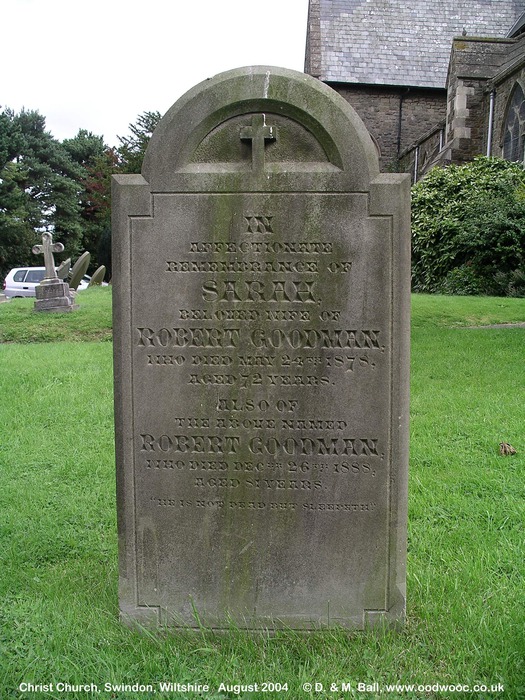 IN
AFFECTIONATE
REMEMBRANCE OF
SARAH,
BELOVED WIFE OF
ROBERT GOODMAN,
WHO DIED MAY 24TH 1878,
AGED 72 YEARS.
ALSO OF
THE ABOVE NAMED
ROBERT GOODMAN,
WHO DIED DECBR 26TH 1888,
AGED 81 YEARS.
"HE IS NOT DEAD BUT SLEEPETH"
Christ Church, Swindon, Wiltshire August 2004 © D. & M. Ball, www.oodwooc.co.uk